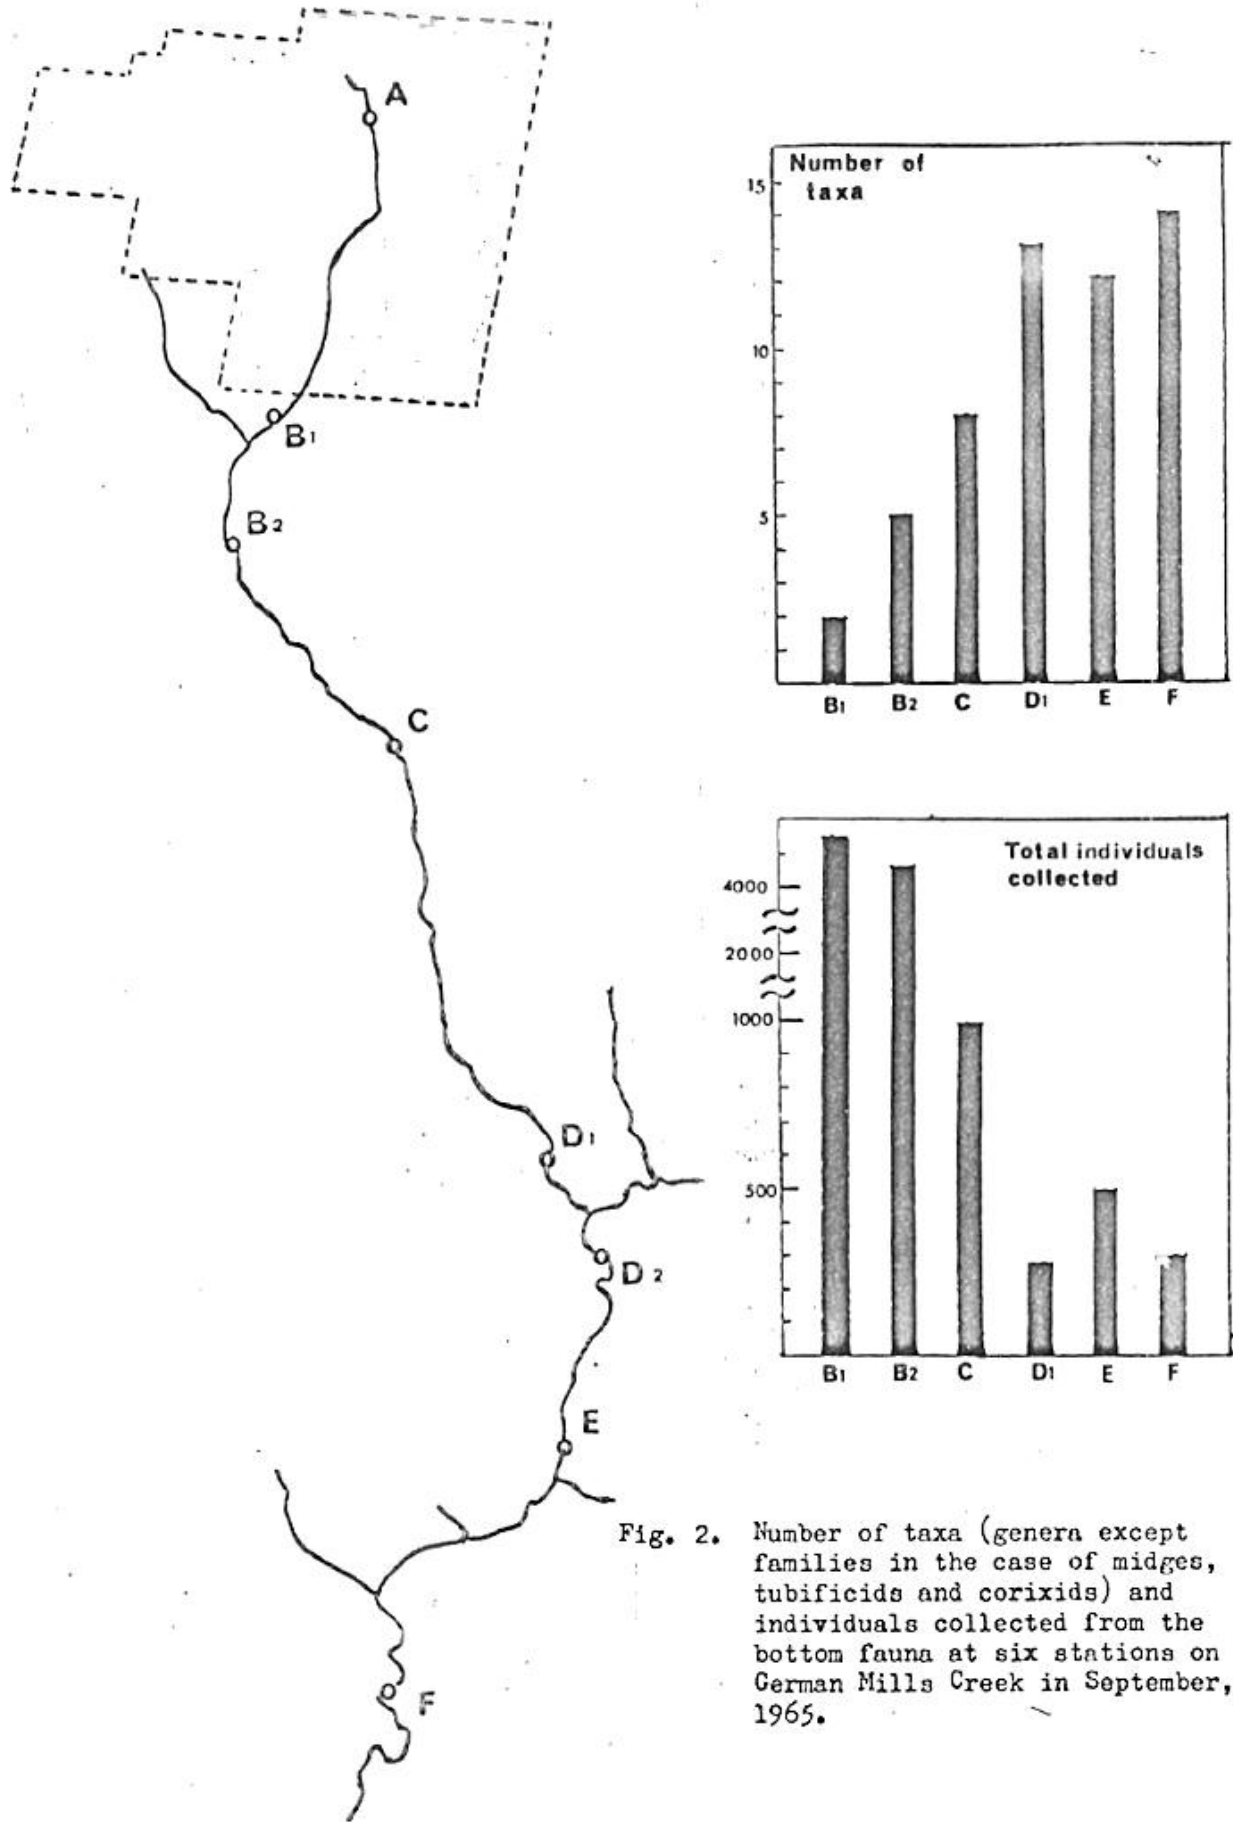 A
B1
B2
C
D1
D2
E
F
Number of
taxa
15
10
5
B1 B2 C D1 E F
Total individuals
collected
4000
2000
1000
500
B1 B2 C D1 E F
Fig. 2. Number of taxa (genera except
families in the case of midges,
tubificids and corixids) and
individuals collected from the
bottom fauna at six stations on
German Mills Creek in September,
1965.